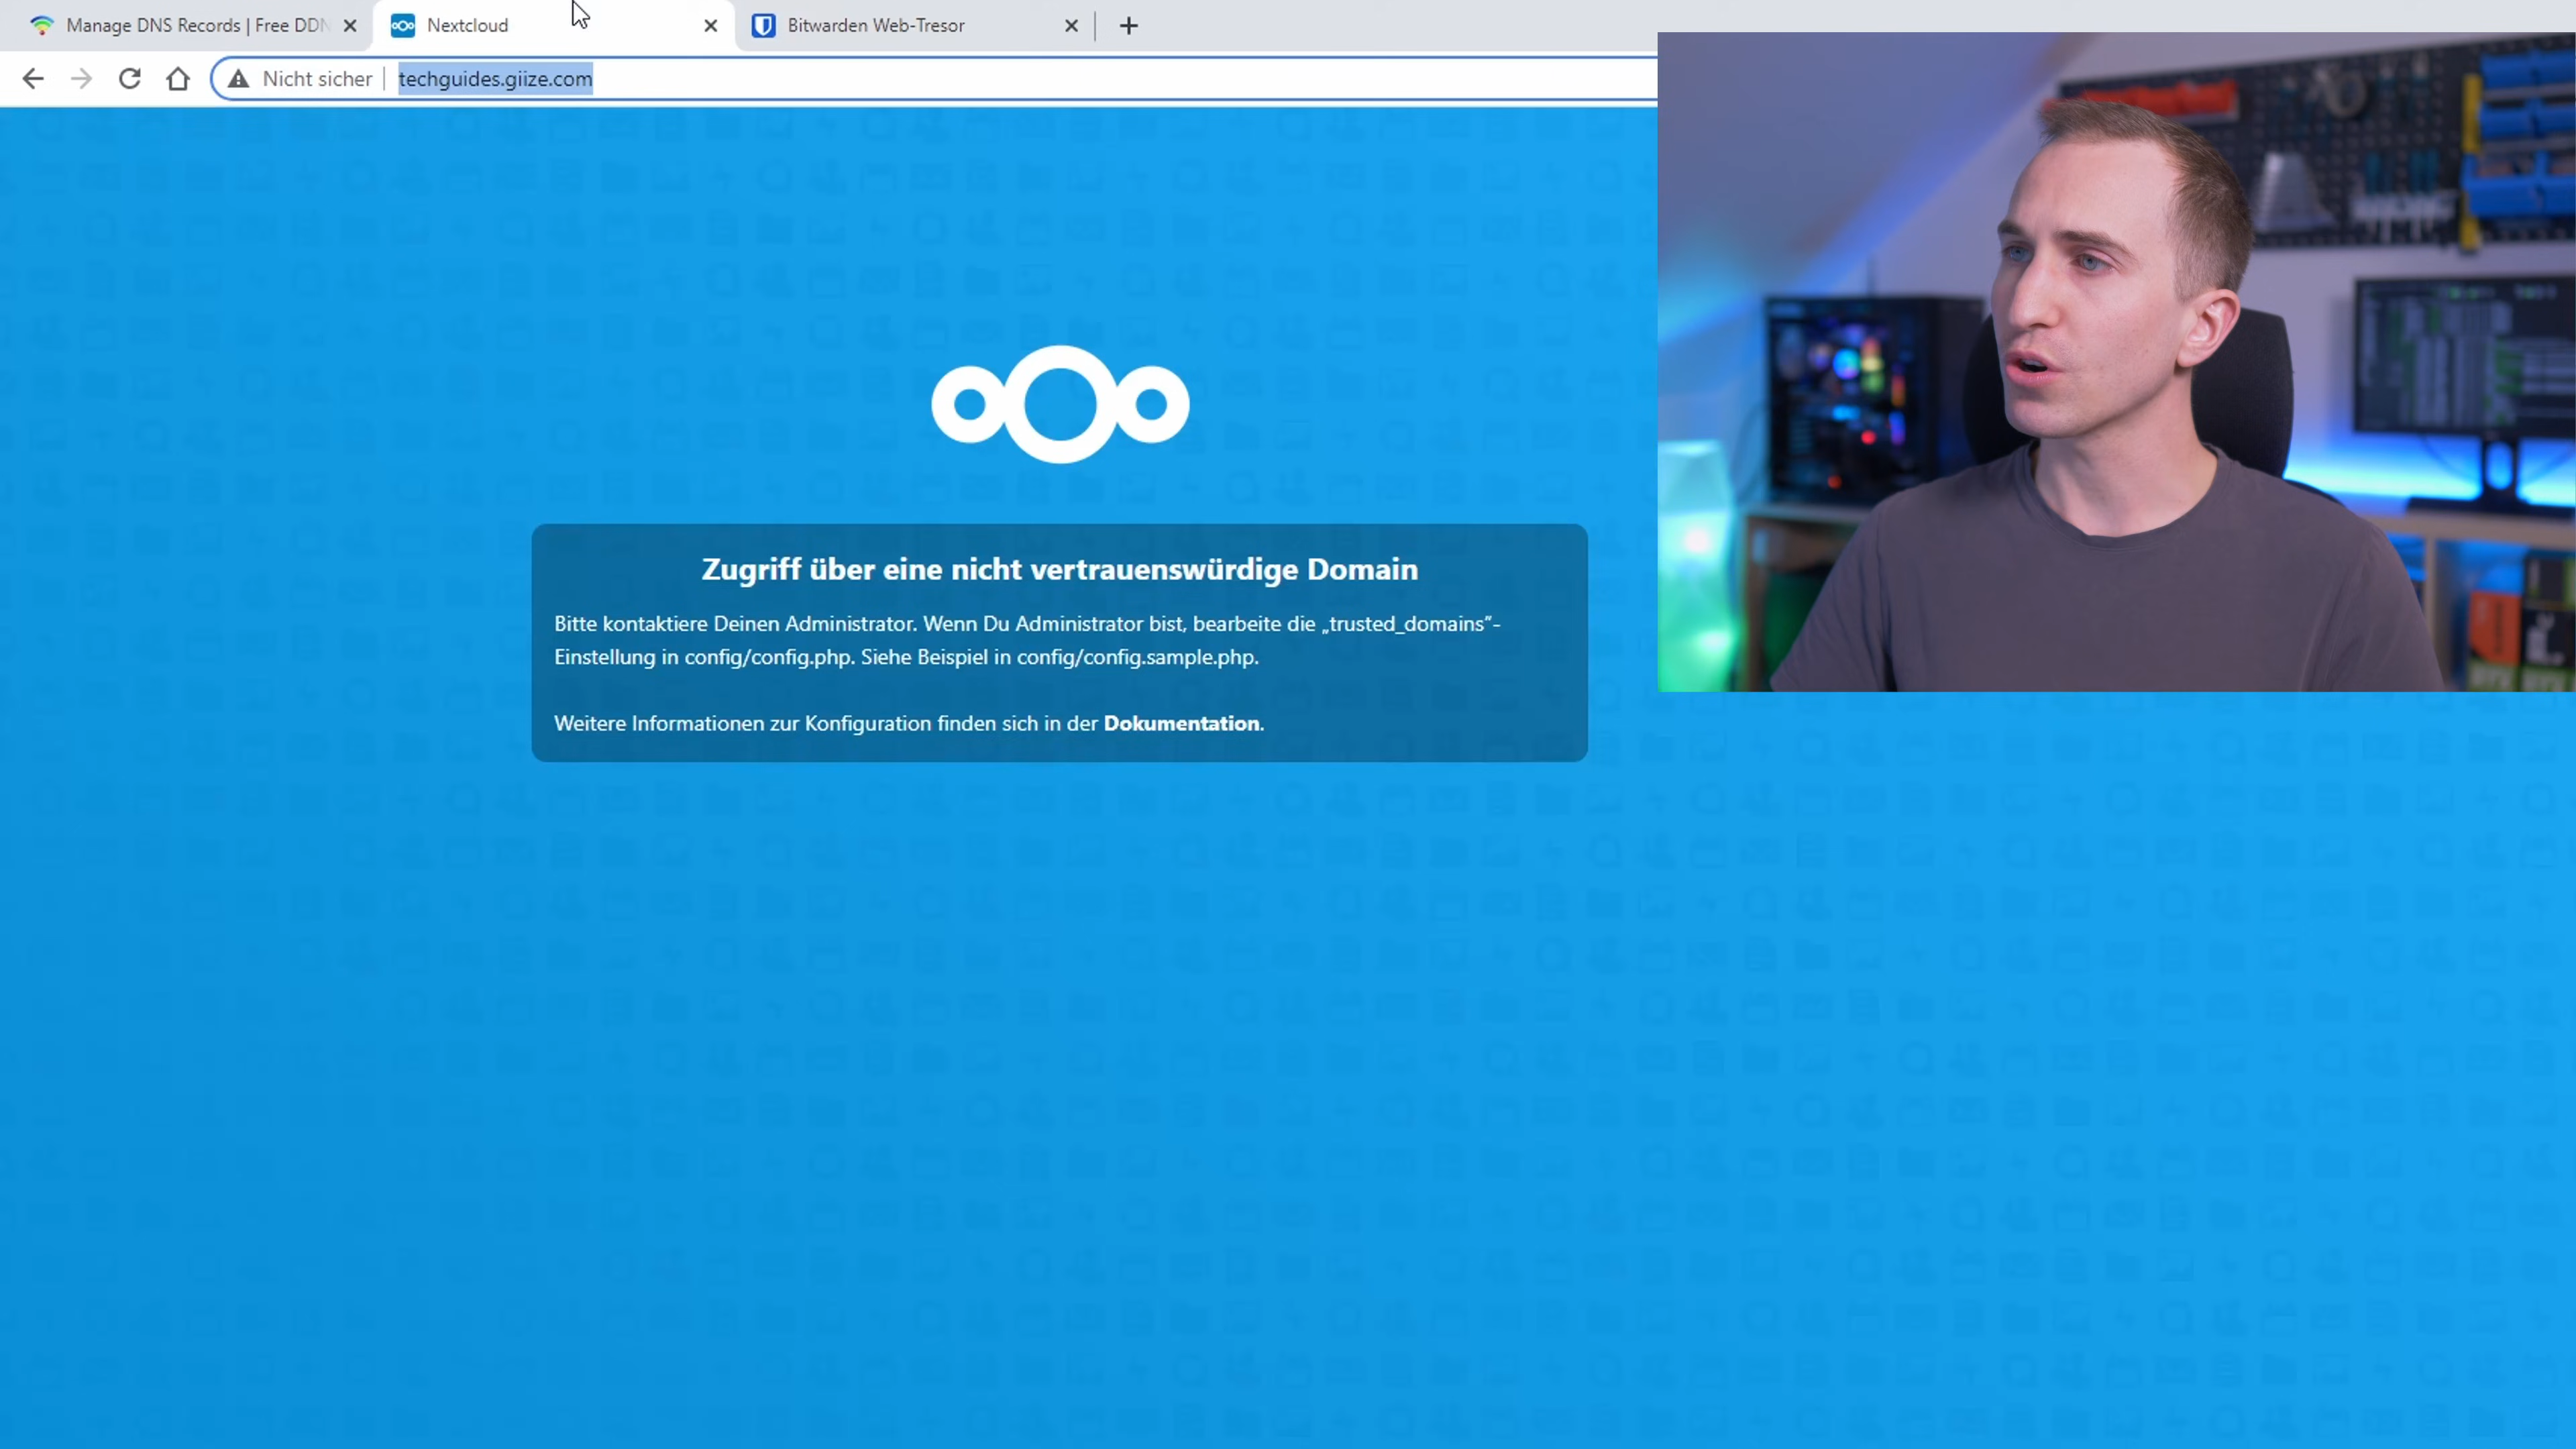 Manage DNS Records | Free DDN
Nextcloud
Bitwarden Web-Tresor
Nicht sicher
techguides.giize.com
Zugriff über eine nicht vertrauenswürdige Domain
Bitte kontaktiere Deinen Administrator. Wenn Du Administrator bist, bearbeite die „trusted_domains“-
Einstellung in config/config.php. Siehe Beispiel in config/config.sample.php.
Weitere Informationen zur Konfiguration finden sich in der Dokumentation.